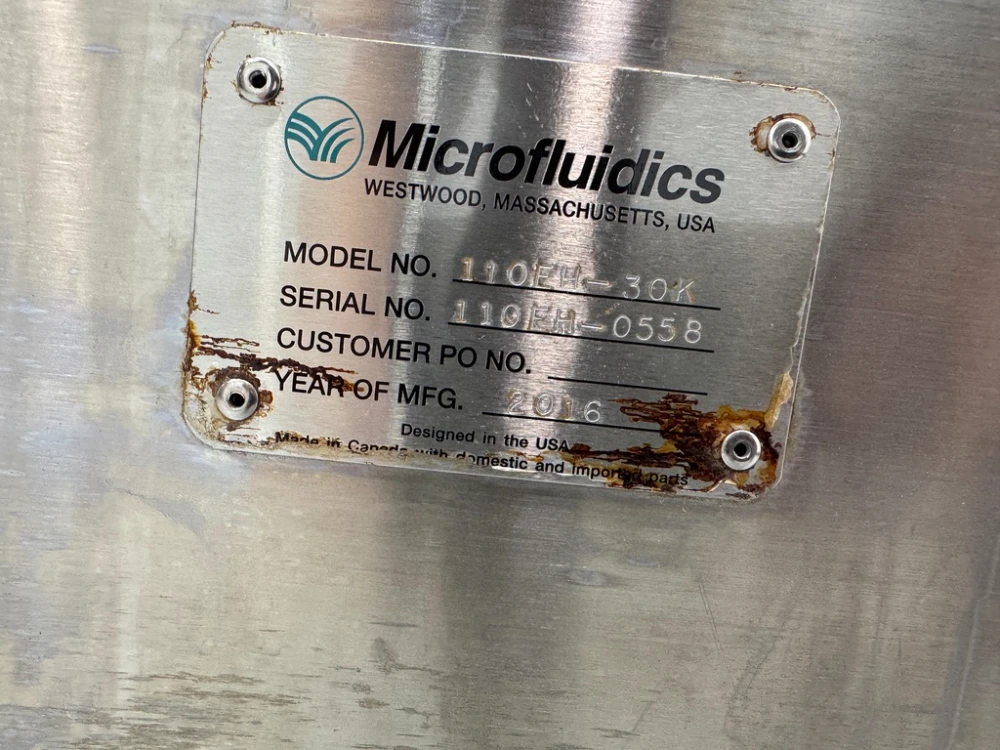 Microfluidics
WESTWOOD, MASSACHUSETTS, USA
MODEL NO. 110EH-30K
SERIAL NO. 110EH-0558
CUSTOMER PO NO.
YEAR OF MFG. 2016
Designed in the USA
Made in Canada with domestic and imported parts